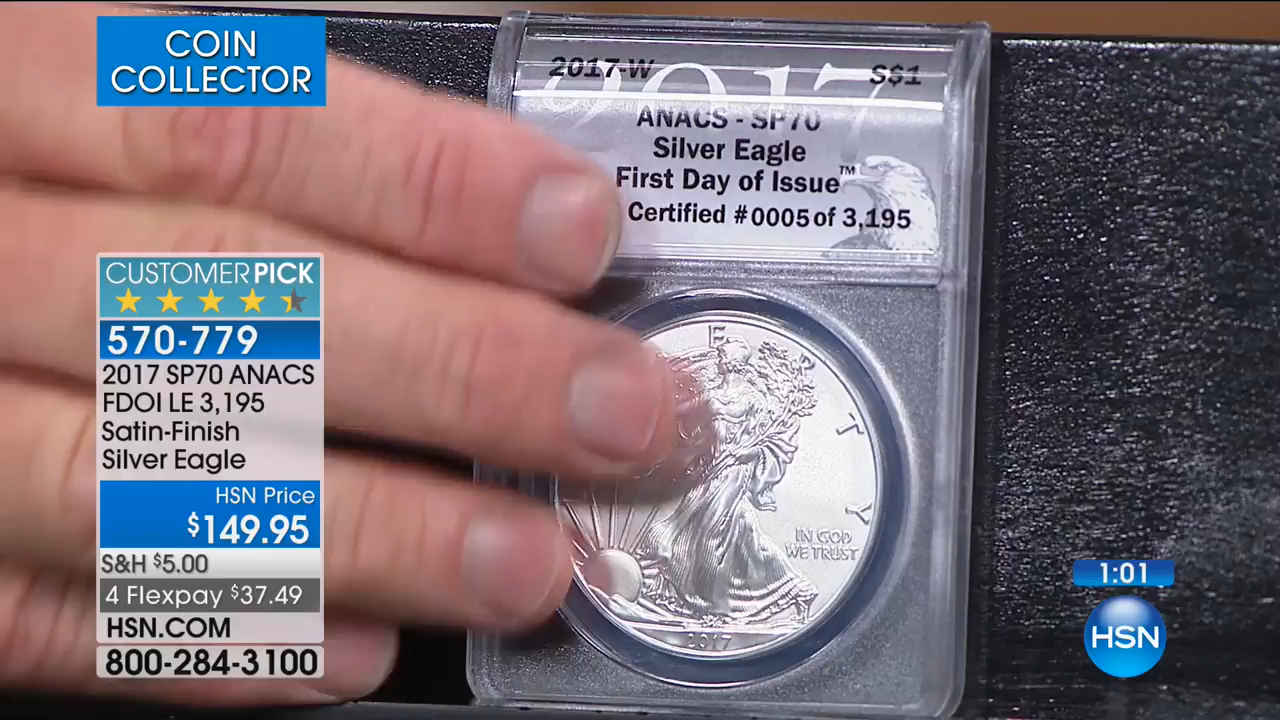 COIN
COLLECTOR
2017-W S$1
2017
ANACS - SP70
Silver Eagle
First Day of Issue™
Certified #0005 of 3,195
CUSTOMER PICK
570-779
2017 SP70 ANACS
FDOI LE 3,195
Satin-Finish
Silver Eagle
HSN Price
$149.95
S&H $5.00
4 Flexpay $37.49
HSN.COM
800-284-3100
E R T Y
IN GOD
WE TRUST
2017
1:01
HSN